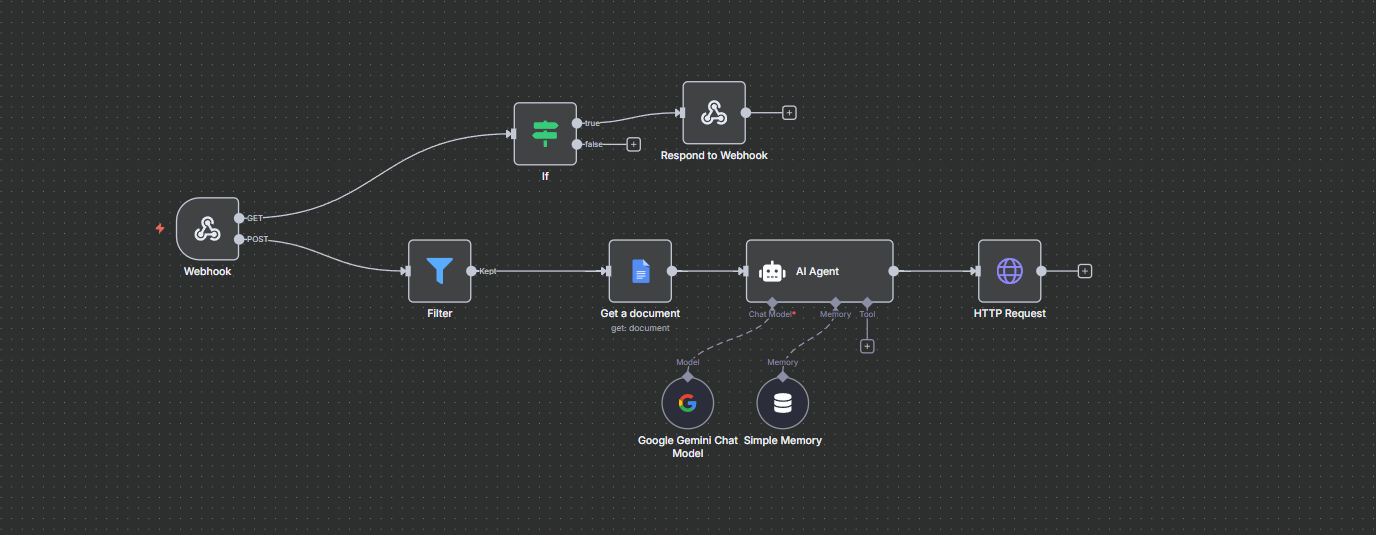 true
false
If
Respond to Webhook
GET
POST
Webhook
Kept
Filter
Get a document
get: document
AI Agent
Chat Model*
Memory
Tool
HTTP Request
Model
Memory
Google Gemini Chat
Model
Simple Memory